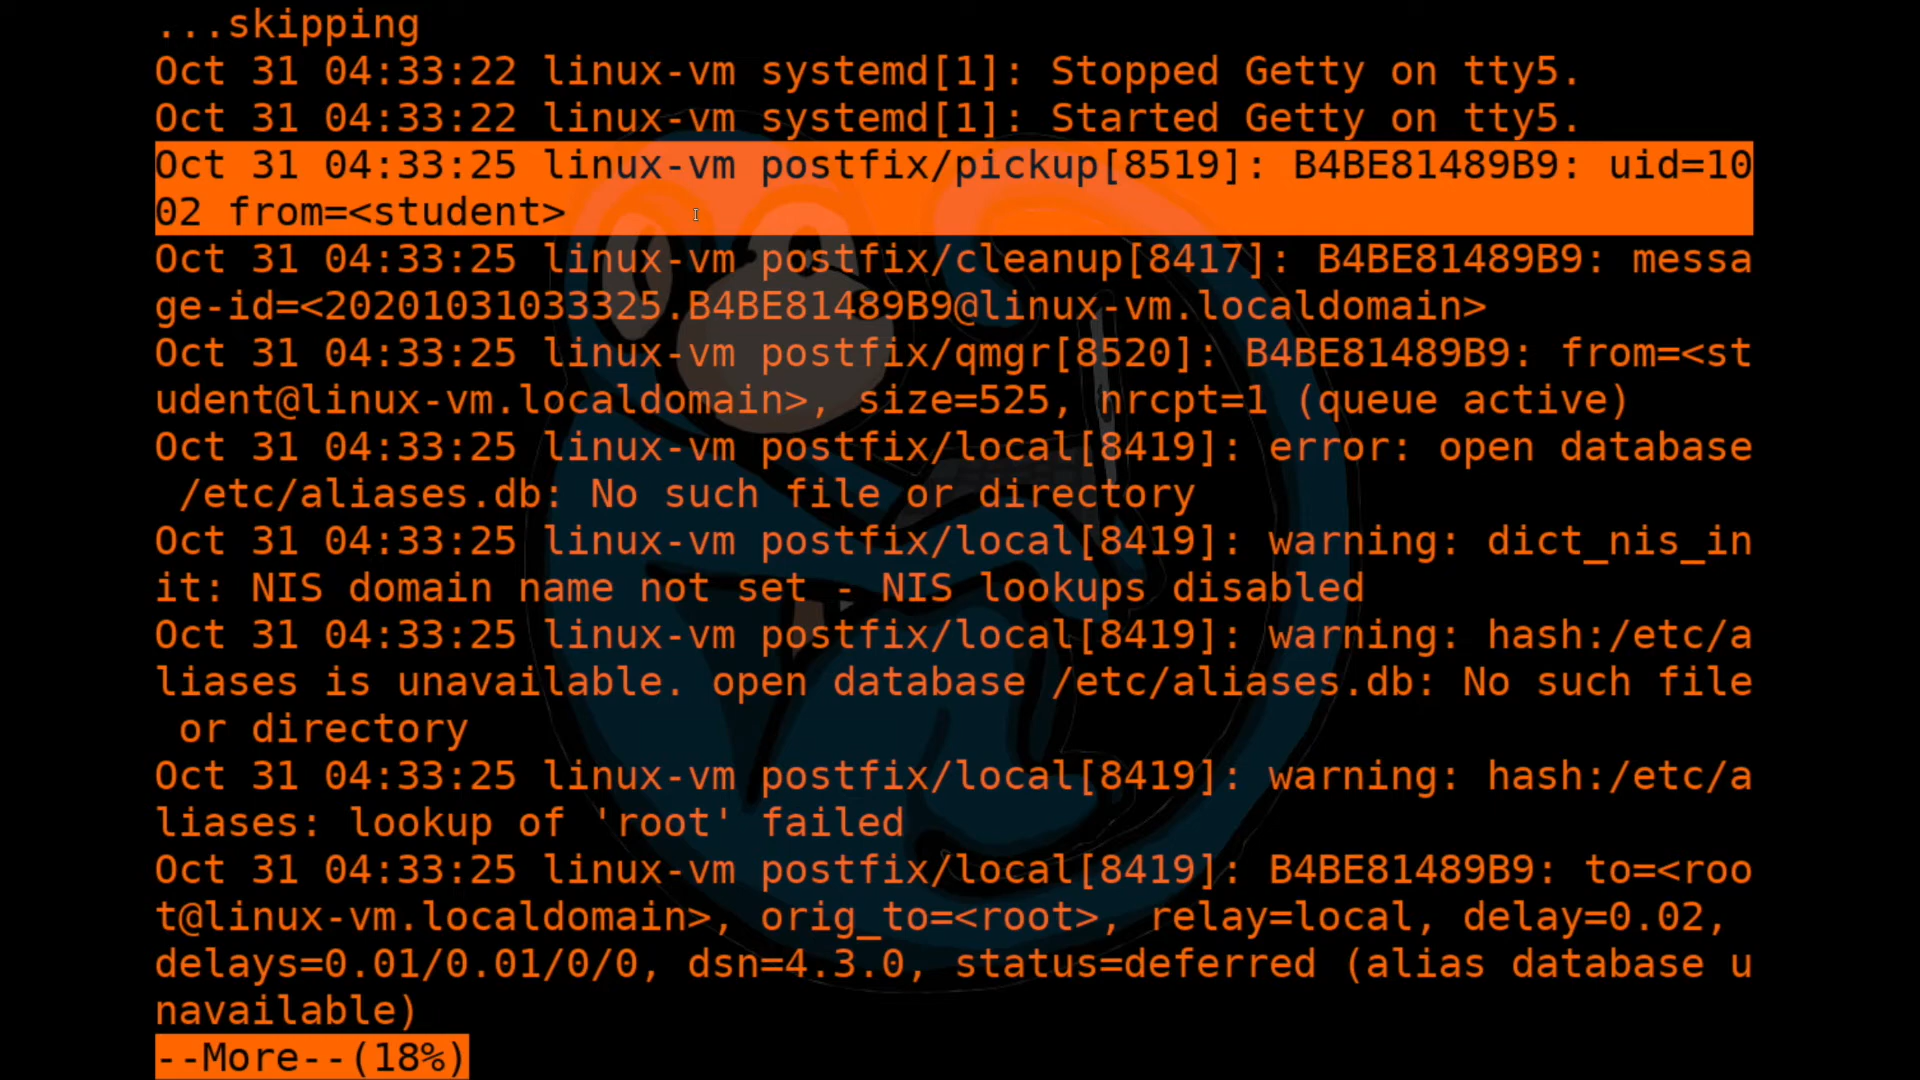 ...skipping
Oct 31 04:33:22 linux-vm systemd[1]: Stopped Getty on tty5.
Oct 31 04:33:22 linux-vm systemd[1]: Started Getty on tty5.
Oct 31 04:33:25 linux-vm postfix/pickup[8519]: B4BE81489B9: uid=10
02 from=<student>
Oct 31 04:33:25 linux-vm postfix/cleanup[8417]: B4BE81489B9: messa
ge-id=<20201031033325.B4BE81489B9@linux-vm.localdomain>
Oct 31 04:33:25 linux-vm postfix/qmgr[8520]: B4BE81489B9: from=<st
udent@linux-vm.localdomain>, size=525, nrcpt=1 (queue active)
Oct 31 04:33:25 linux-vm postfix/local[8419]: error: open database
 /etc/aliases.db: No such file or directory
Oct 31 04:33:25 linux-vm postfix/local[8419]: warning: dict_nis_in
it: NIS domain name not set - NIS lookups disabled
Oct 31 04:33:25 linux-vm postfix/local[8419]: warning: hash:/etc/a
liases is unavailable. open database /etc/aliases.db: No such file
 or directory
Oct 31 04:33:25 linux-vm postfix/local[8419]: warning: hash:/etc/a
liases: lookup of 'root' failed
Oct 31 04:33:25 linux-vm postfix/local[8419]: B4BE81489B9: to=<roo
t@linux-vm.localdomain>, orig_to=<root>, relay=local, delay=0.02,
delays=0.01/0.01/0/0, dsn=4.3.0, status=deferred (alias database u
navailable)
--More--(18%)